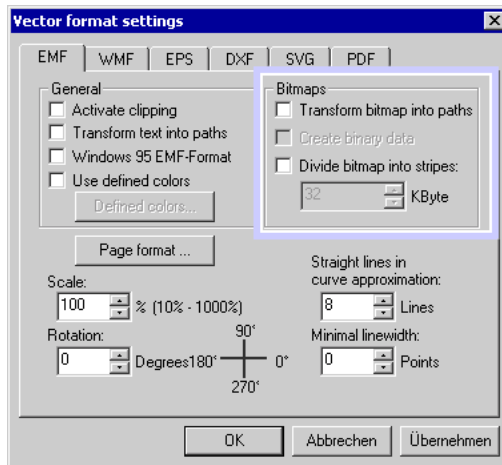 Vector format settings
EMF WMF EPS DXF SVG PDF
General
Activate clipping
Transform text into paths
Windows 95 EMF-Format
Use defined colors
Defined colors...
Bitmaps
Transform bitmap into paths
Create binary data
Divide bitmap into stripes:
32 KByte
Page format ...
Scale:
100 % (10% - 1000%)
Rotation:
0 Degrees
90°
180° 0°
270°
Straight lines in
curve approximation:
8 Lines
Minimal linewidth:
0 Points
OK Abbrechen Übernehmen